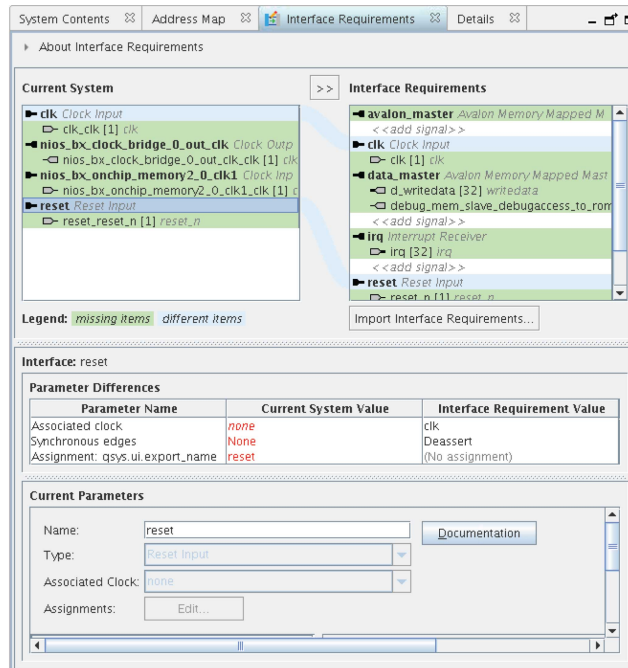 System Contents
Address Map
Interface Requirements
Details
About Interface Requirements
Current System
>>
Interface Requirements
clk Clock Input
clk_clk [1] clk
nios_bx_clock_bridge_0_out_clk Clock Outp
nios_bx_clock_bridge_0_out_clk_clk [1] clk
nios_bx_onchip_memory2_0_clk1 Clock Inp
nios_bx_onchip_memory2_0_clk1_clk [1] c
reset Reset Input
reset_reset_n [1] reset_n
avalon_master Avalon Memory Mapped M
<<add signal>>
clk Clock Input
clk [1] clk
data_master Avalon Memory Mapped Mast
d_writedata [32] writedata
debug_mem_slave_debugaccess_to_rom
<<add signal>>
irq Interrupt Receiver
irq [32] irq
<<add signal>>
reset Reset Input
reset_n [1] reset_n
Legend: missing items different items
Import Interface Requirements...
Interface: reset
Parameter Differences
Parameter Name Current System Value Interface Requirement Value
Associated clock none clk
Synchronous edges None Deassert
Assignment: qsys.ui.export_name reset (No assignment)
Current Parameters
Name: reset
Documentation
Type: Reset Input
Associated Clock: none
Assignments: Edit...